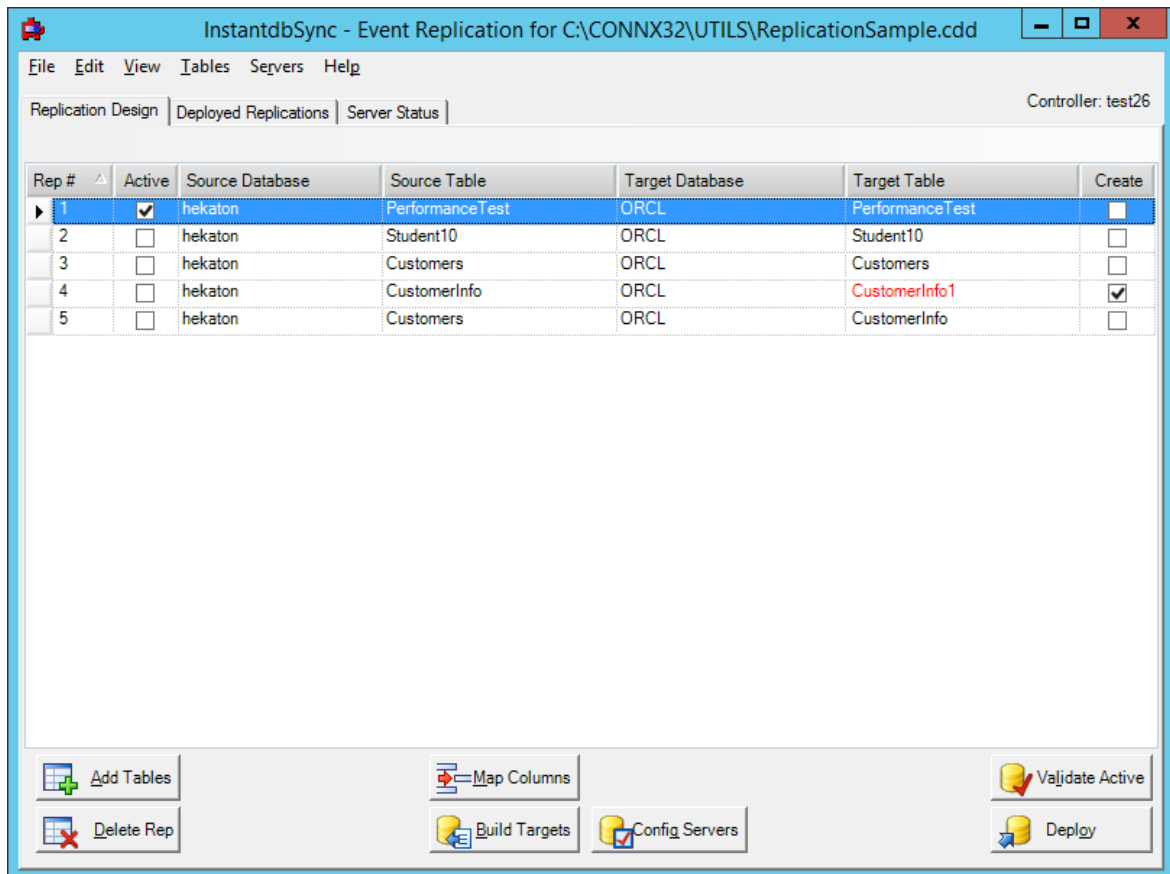 InstantdbSync - Event Replication for C:\CONNX32\UTILS\ReplicationSample.cdd
File Edit View Tables Servers Help
Replication Design Deployed Replications Server Status Controller: test26
Rep # Active Source Database Source Table Target Database Target Table Create
1 hekaton PerformanceTest ORCL PerformanceTest
2 hekaton Student10 ORCL Student10
3 hekaton Customers ORCL Customers
4 hekaton CustomerInfo ORCL CustomerInfo1
5 hekaton Customers ORCL CustomerInfo
Add Tables Map Columns Validate Active
Delete Rep Build Targets Config Servers Deploy